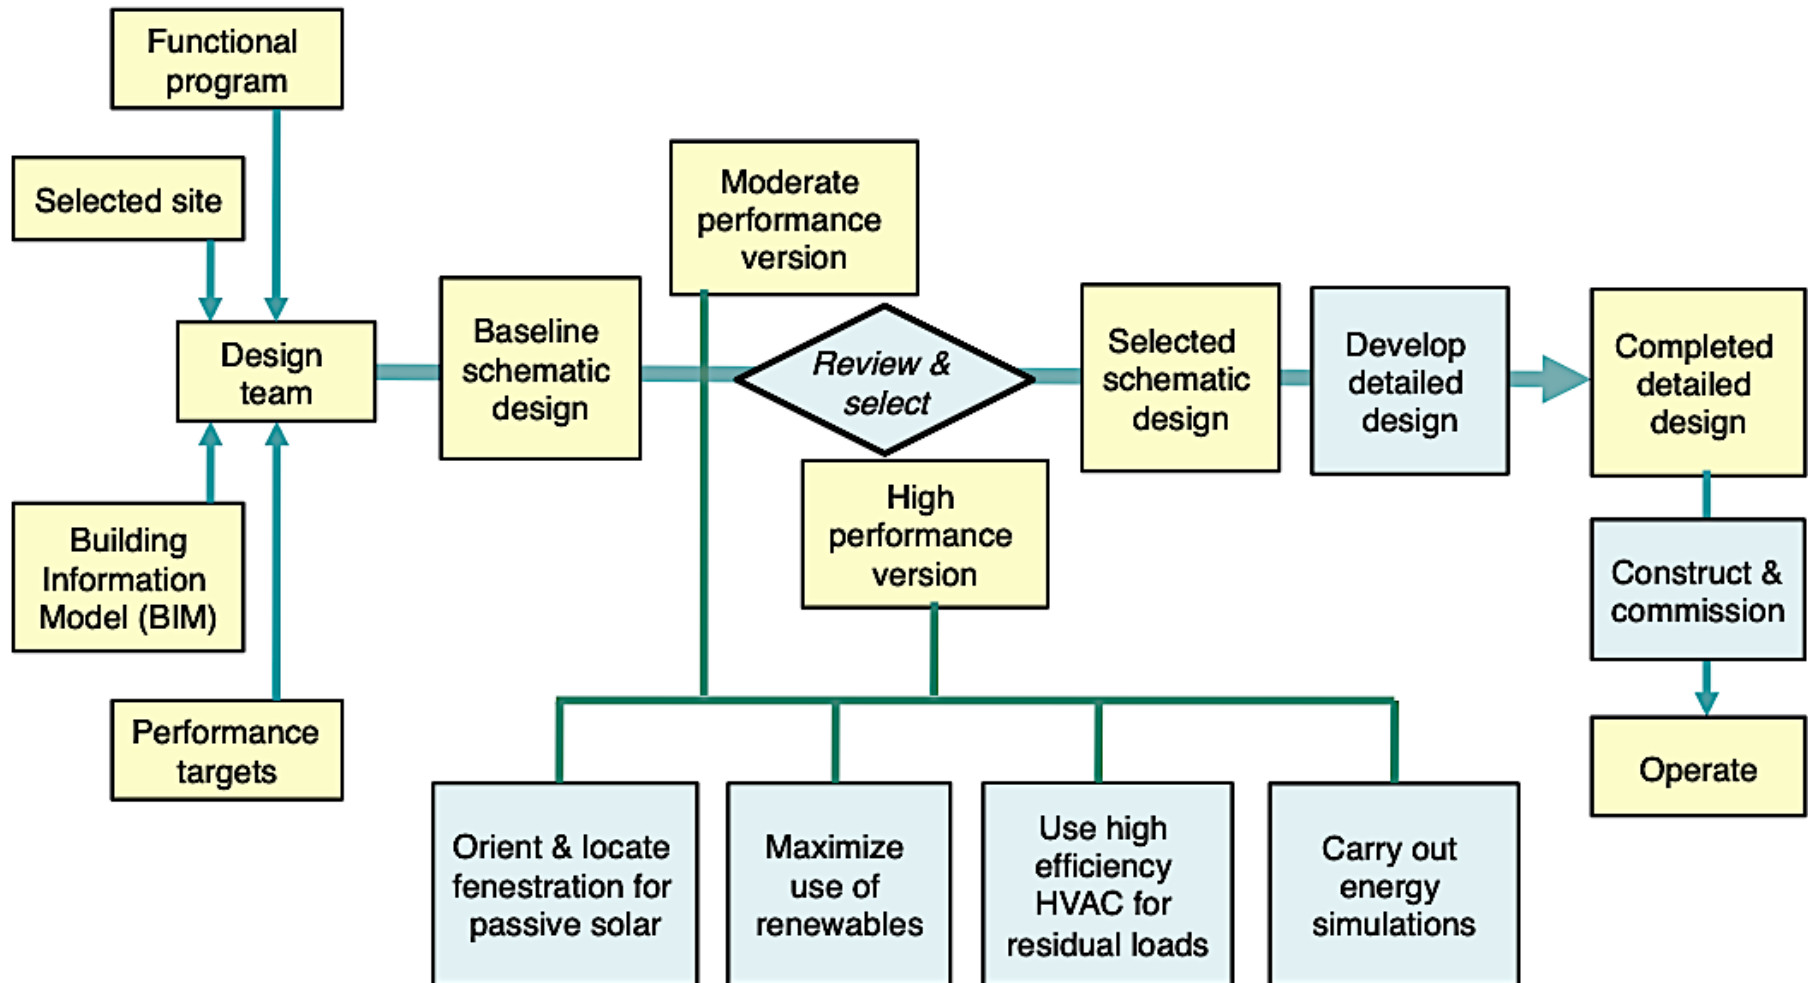 Functional
program
Selected site
Design
team
Building
Information
Model (BIM)
Performance
targets
Baseline
schematic
design
Moderate
performance
version
Review &
select
High
performance
version
Selected
schematic
design
Develop
detailed
design
Completed
detailed
design
Construct &
commission
Operate
Orient & locate
fenestration for
passive solar
Maximize
use of
renewables
Use high
efficiency
HVAC for
residual loads
Carry out
energy
simulations